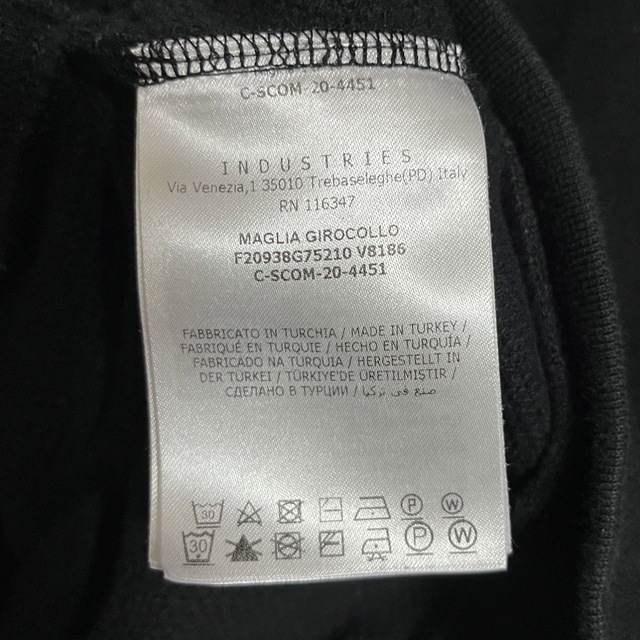 C-SCOM-20-4451
INDUSTRIES
Via Venezia,1 35010 Trebaseleghe(PD) Italy
RN 116347
MAGLIA GIROCOLLO
F20938G75210 V8186
C-SCOM-20-4451
FABBRICATO IN TURCHIA / MADE IN TURKEY /
FABRIQUÉ EN TURQUIE / HECHO EN TURQUÍA /
FABRICADO NA TURQUIA / HERGESTELLT IN
DER TÜRKEI / TÜRKIYE'DE ÜRETILMIŞTIR /
СДЕЛАНО В ТУРЦИИ / صنع في تركيا
30 P W
30 P W